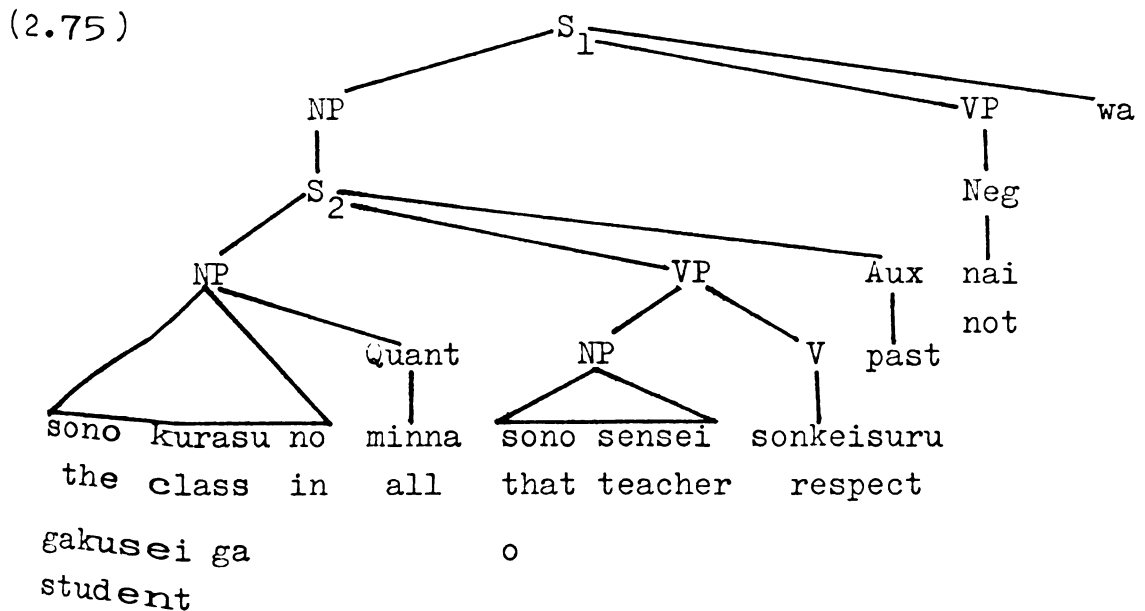 (2.75)
S1
NP VP wa
S2 Neg
NP VP Aux nai
not
Quant NP V past
sono kurasu no minna sono sensei sonkeisuru
the class in all that teacher respect
gakusei ga o
student